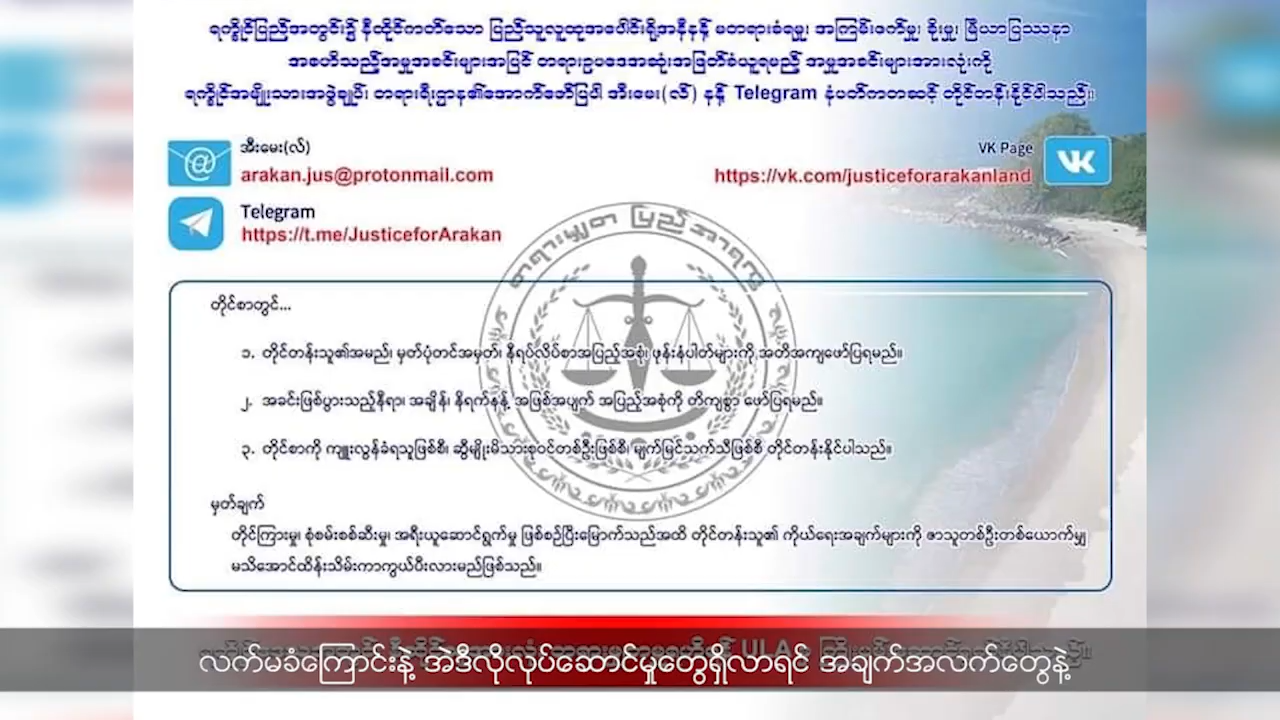 ရက္ခိုင်ပြည်အတွင်း၌ နီထိုင်ကတ်သော ပြည်သူလူထုအပေါင်းရို့အနီနန့် မတရားခံရမှု၊ အကြမ်းဖက်မှု၊ ခိုးမှု၊ မြီယာပြဿနာ
အစဟိသည့်အမှုအခင်းများအပြင် တရားဥပဒေအဆုံးအဖြတ်ခံယူရမည့် အမှုအခင်းများအားလုံးကို
ရက္ခိုင်အမျိုးသားအဖွဲ့ချုပ်၊ တရားရီးဌာန၏အောက်ဖော်ပြပါ အီးမေး(လ်) နန့် Telegram နံပတ်ကတဆင့် တိုင်တန်းနိုင်ပါသည်။
အီးမေး(လ်)
arakan.jus@protonmail.com
VK Page
https://vk.com/justiceforarakanland
Telegram
https://t.me/JusticeforArakan
တရားမျှတာ ပြည်အာရက္ခ
တိုင်စာတွင်...
၁. တိုင်တန်းသူ၏အမည်၊ မှတ်ပုံတင်အမှတ်၊ နီရပ်လိပ်စာအပြည့်အစုံ၊ ဖုန်းနံပါတ်များကို အတိအကျဖော်ပြရမည်။
၂. အခင်းဖြစ်ပွားသည့်နီရာ၊ အချိန်၊ နိရက်နန့် အဖြစ်အပျက် အပြည့်အစုံကို တိကျစွာ ဖော်ပြရမည်။
၃. တိုင်စာကို ကျူးလွန်ခံရသူဖြစ်စီ၊ ဆွီမျိုးမိသားစုဝင်တစ်ဦးဖြစ်စီ၊ မျက်မြင်သက်သီဖြစ်စီ တိုင်တန်းနိုင်ပါသည်။
မှတ်ချက်
တိုင်ကြားမှု၊ စုံစမ်းစစ်ဆီးမှု၊ အရီးယူဆောင်ရွက်မှု ဖြစ်စဉ်ပြီးမြောက်သည်အထိ တိုင်တန်းသူ၏ ကိုယ်ရေးအချက်များကို ဇာသူတစ်ဦးတစ်ယောက်မျှ
မသိအောင်ထိန်းသိမ်းကာကွယ်ပီးလားမည်ဖြစ်သည်။
လက်မခံကြောင်းနဲ့ အဲဒီလိုလုပ်ဆောင်မှုတွေရှိလာရင် အချက်အလက်တွေနဲ့